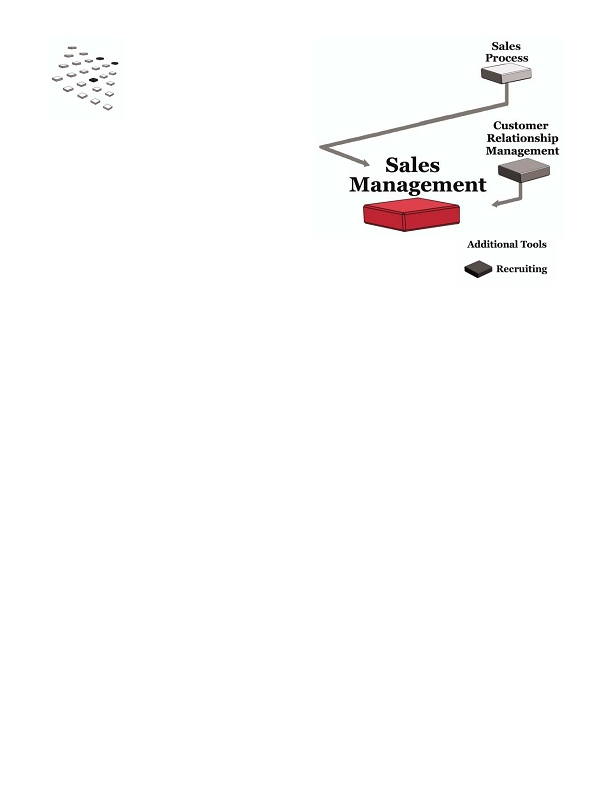 Sales
Process
Customer
Relationship
Management
Sales
Management
Additional Tools
Recruiting